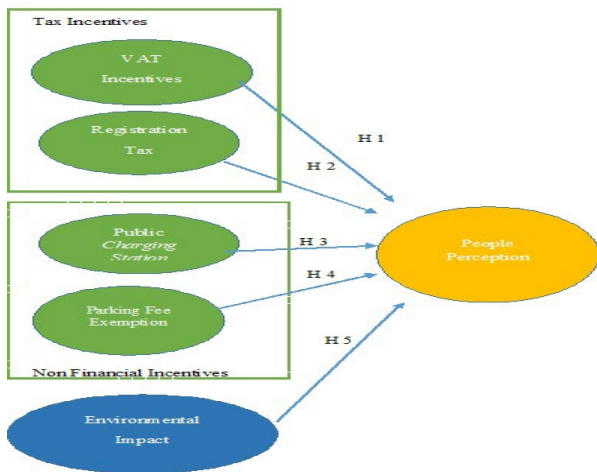 Tax Incentives
VAT
Incentives
H 1
Registration
Tax
H 2
Public
Charging
Station
H 3
People
Perception
H 4
Parking Fee
Exemption
H 5
Non Financial Incentives
Environmental
Impact